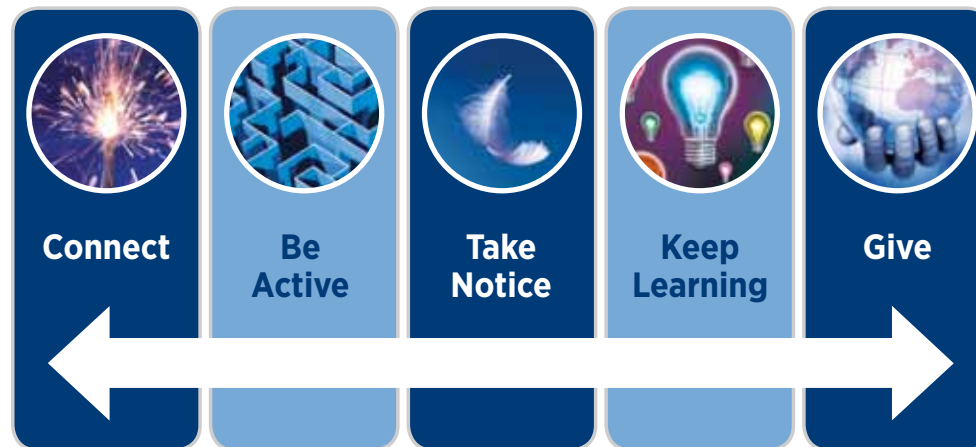 Connect
Be
Active
Take
Notice
Keep
Learning
Give